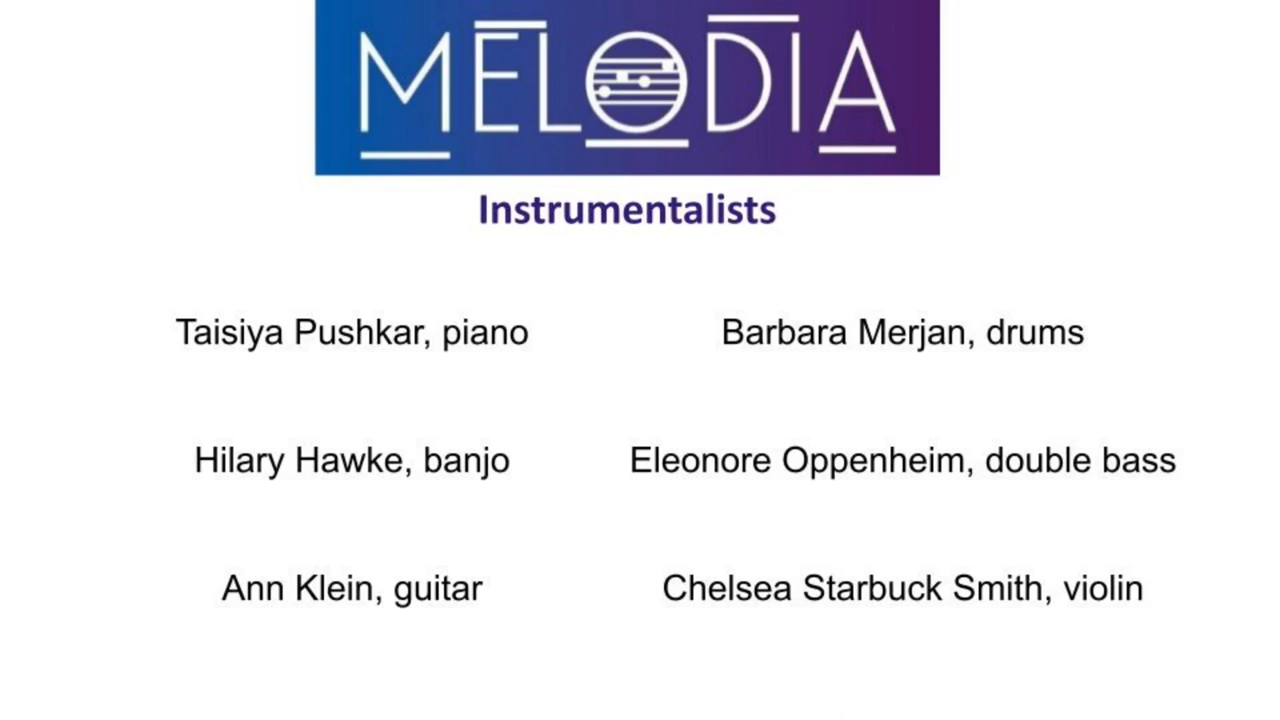 MELODIA
Instrumentalists
Taisiya Pushkar, piano
Barbara Merjan, drums
Hilary Hawke, banjo
Eleonore Oppenheim, double bass
Ann Klein, guitar
Chelsea Starbuck Smith, violin